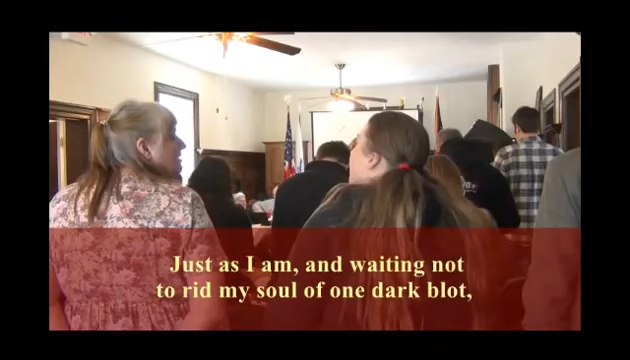 Just as I am, and waiting not
to rid my soul of one dark blot,